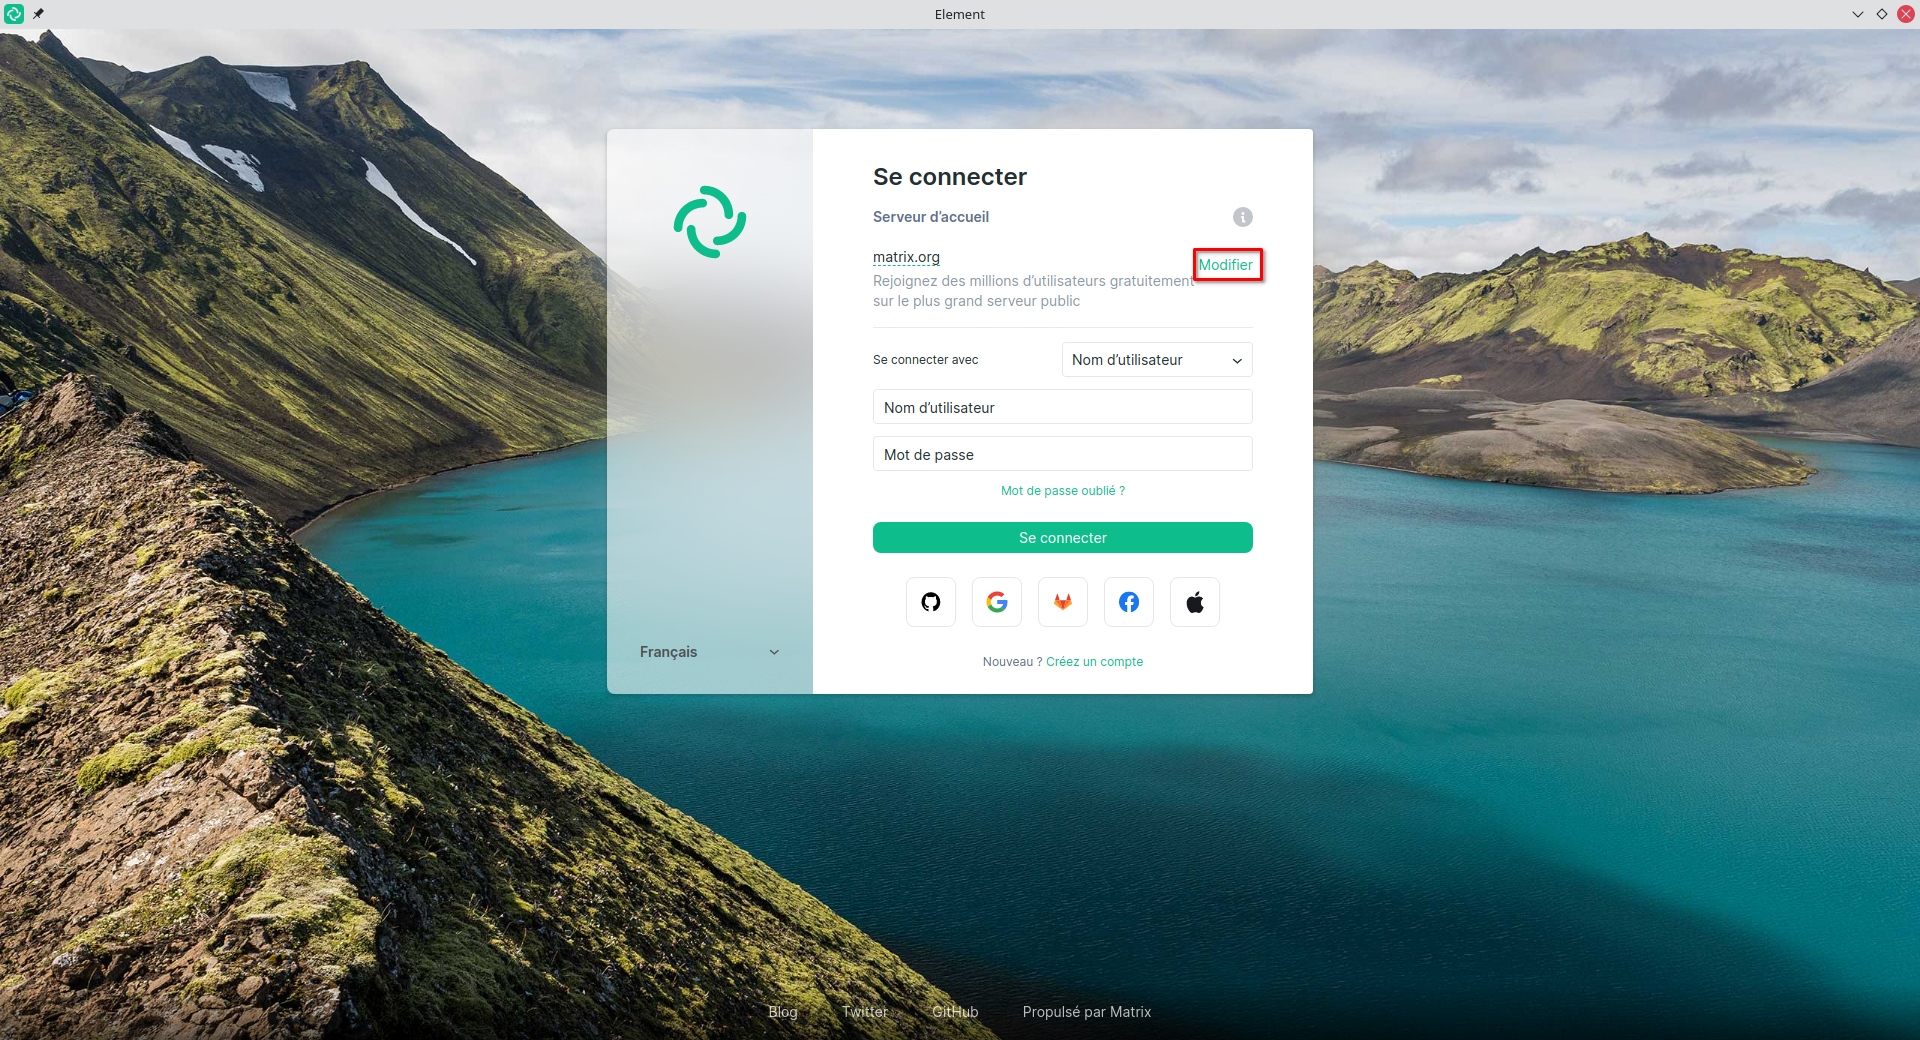 Element
Se connecter
Serveur d’accueil
matrix.org
Modifier
Rejoignez des millions d’utilisateurs gratuitement
sur le plus grand serveur public
Se connecter avec
Nom d’utilisateur
Nom d’utilisateur
Mot de passe
Mot de passe oublié ?
Se connecter
Français
Nouveau ? Créez un compte
Blog
Twitter
GitHub
Propulsé par Matrix